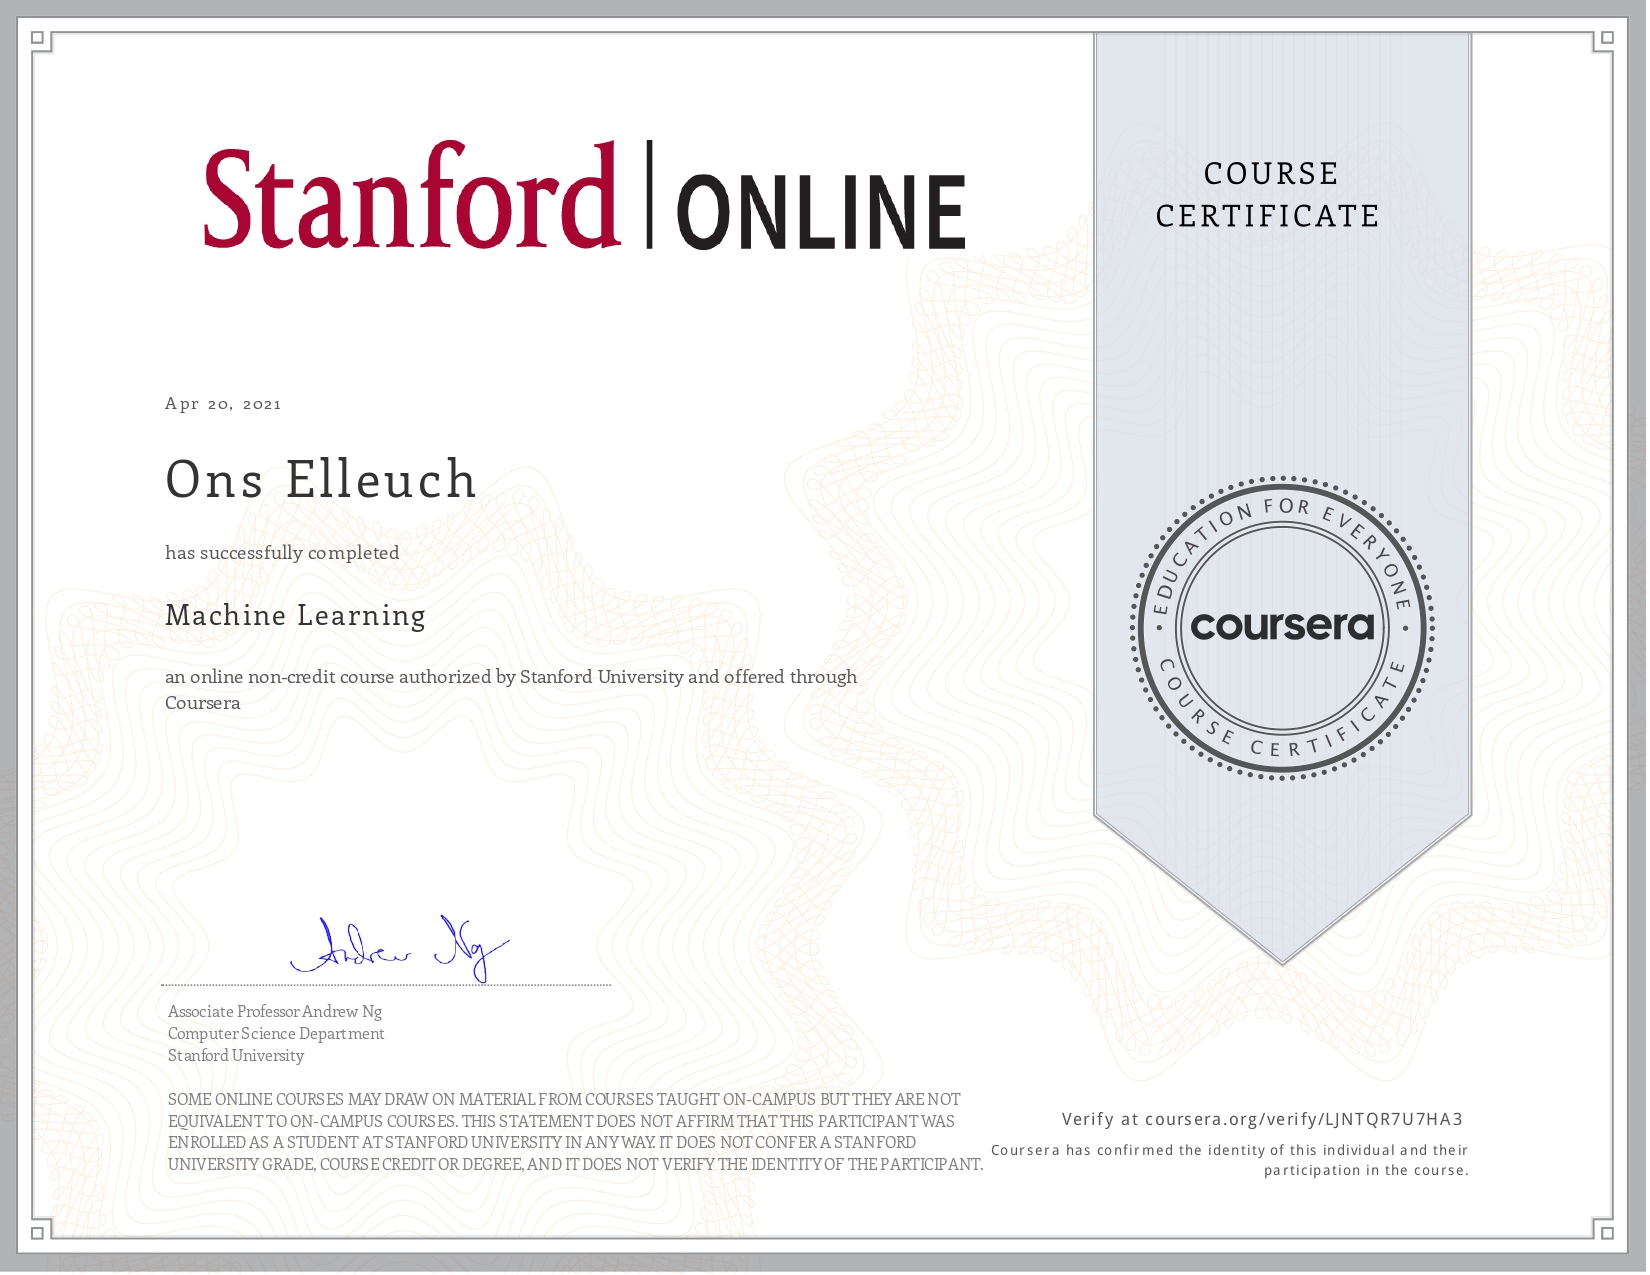 Stanford | ONLINE
COURSE
CERTIFICATE
Apr 20, 2021
Ons Elleuch
has successfully completed
Machine Learning
an online non-credit course authorized by Stanford University and offered through
Coursera
EDUCATION FOR EVERYONE
coursera
COURSE CERTIFICATE
Andrew Ng
Associate Professor Andrew Ng
Computer Science Department
Stanford University
SOME ONLINE COURSES MAY DRAW ON MATERIAL FROM COURSES TAUGHT ON-CAMPUS BUT THEY ARE NOT
EQUIVALENT TO ON-CAMPUS COURSES. THIS STATEMENT DOES NOT AFFIRM THAT THIS PARTICIPANT WAS
ENROLLED AS A STUDENT AT STANFORD UNIVERSITY IN ANY WAY. IT DOES NOT CONFER A STANFORD
UNIVERSITY GRADE, COURSE CREDIT OR DEGREE, AND IT DOES NOT VERIFY THE IDENTITY OF THE PARTICIPANT.
Verify at coursera.org/verify/LJNTQR7U7HA3
Coursera has confirmed the identity of this individual and their
participation in the course.